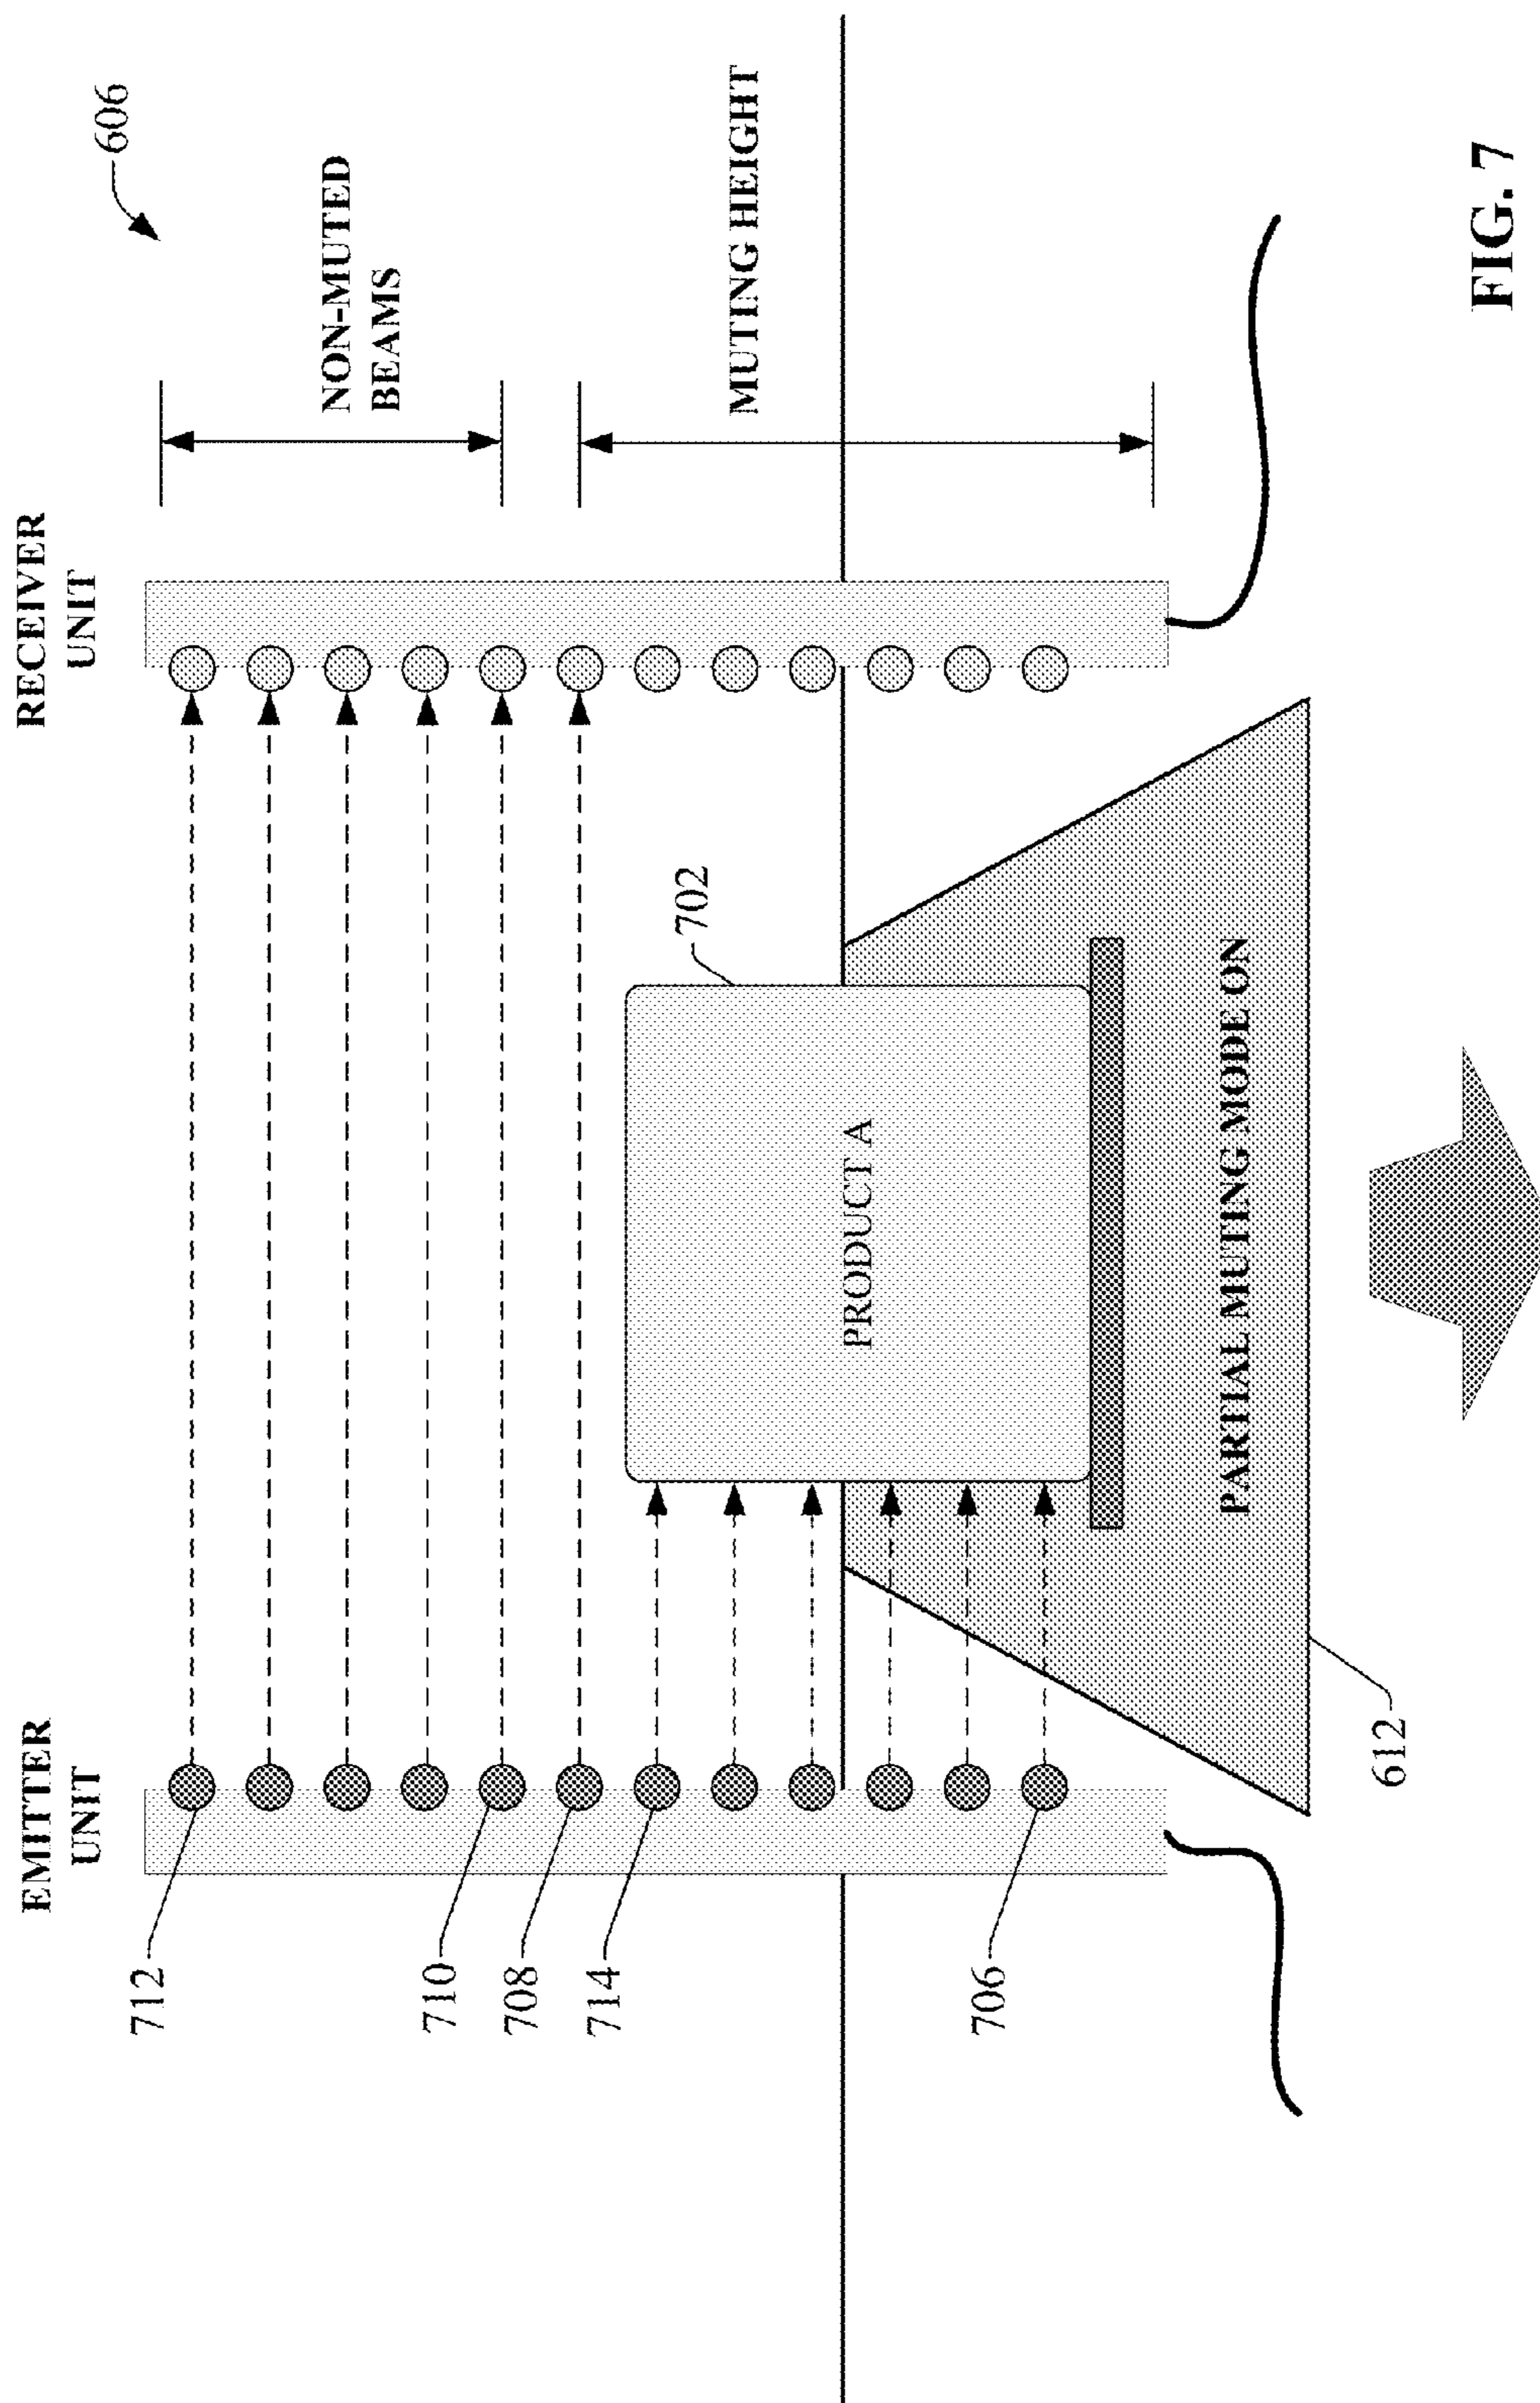 606
EMITTER
UNIT
RECEIVER
UNIT
712
710
708
714
706
NON-MUTED
BEAMS
MUTING HEIGHT
702
PRODUCT A
PARTIAL MUTING MODE ON
612
FIG. 7